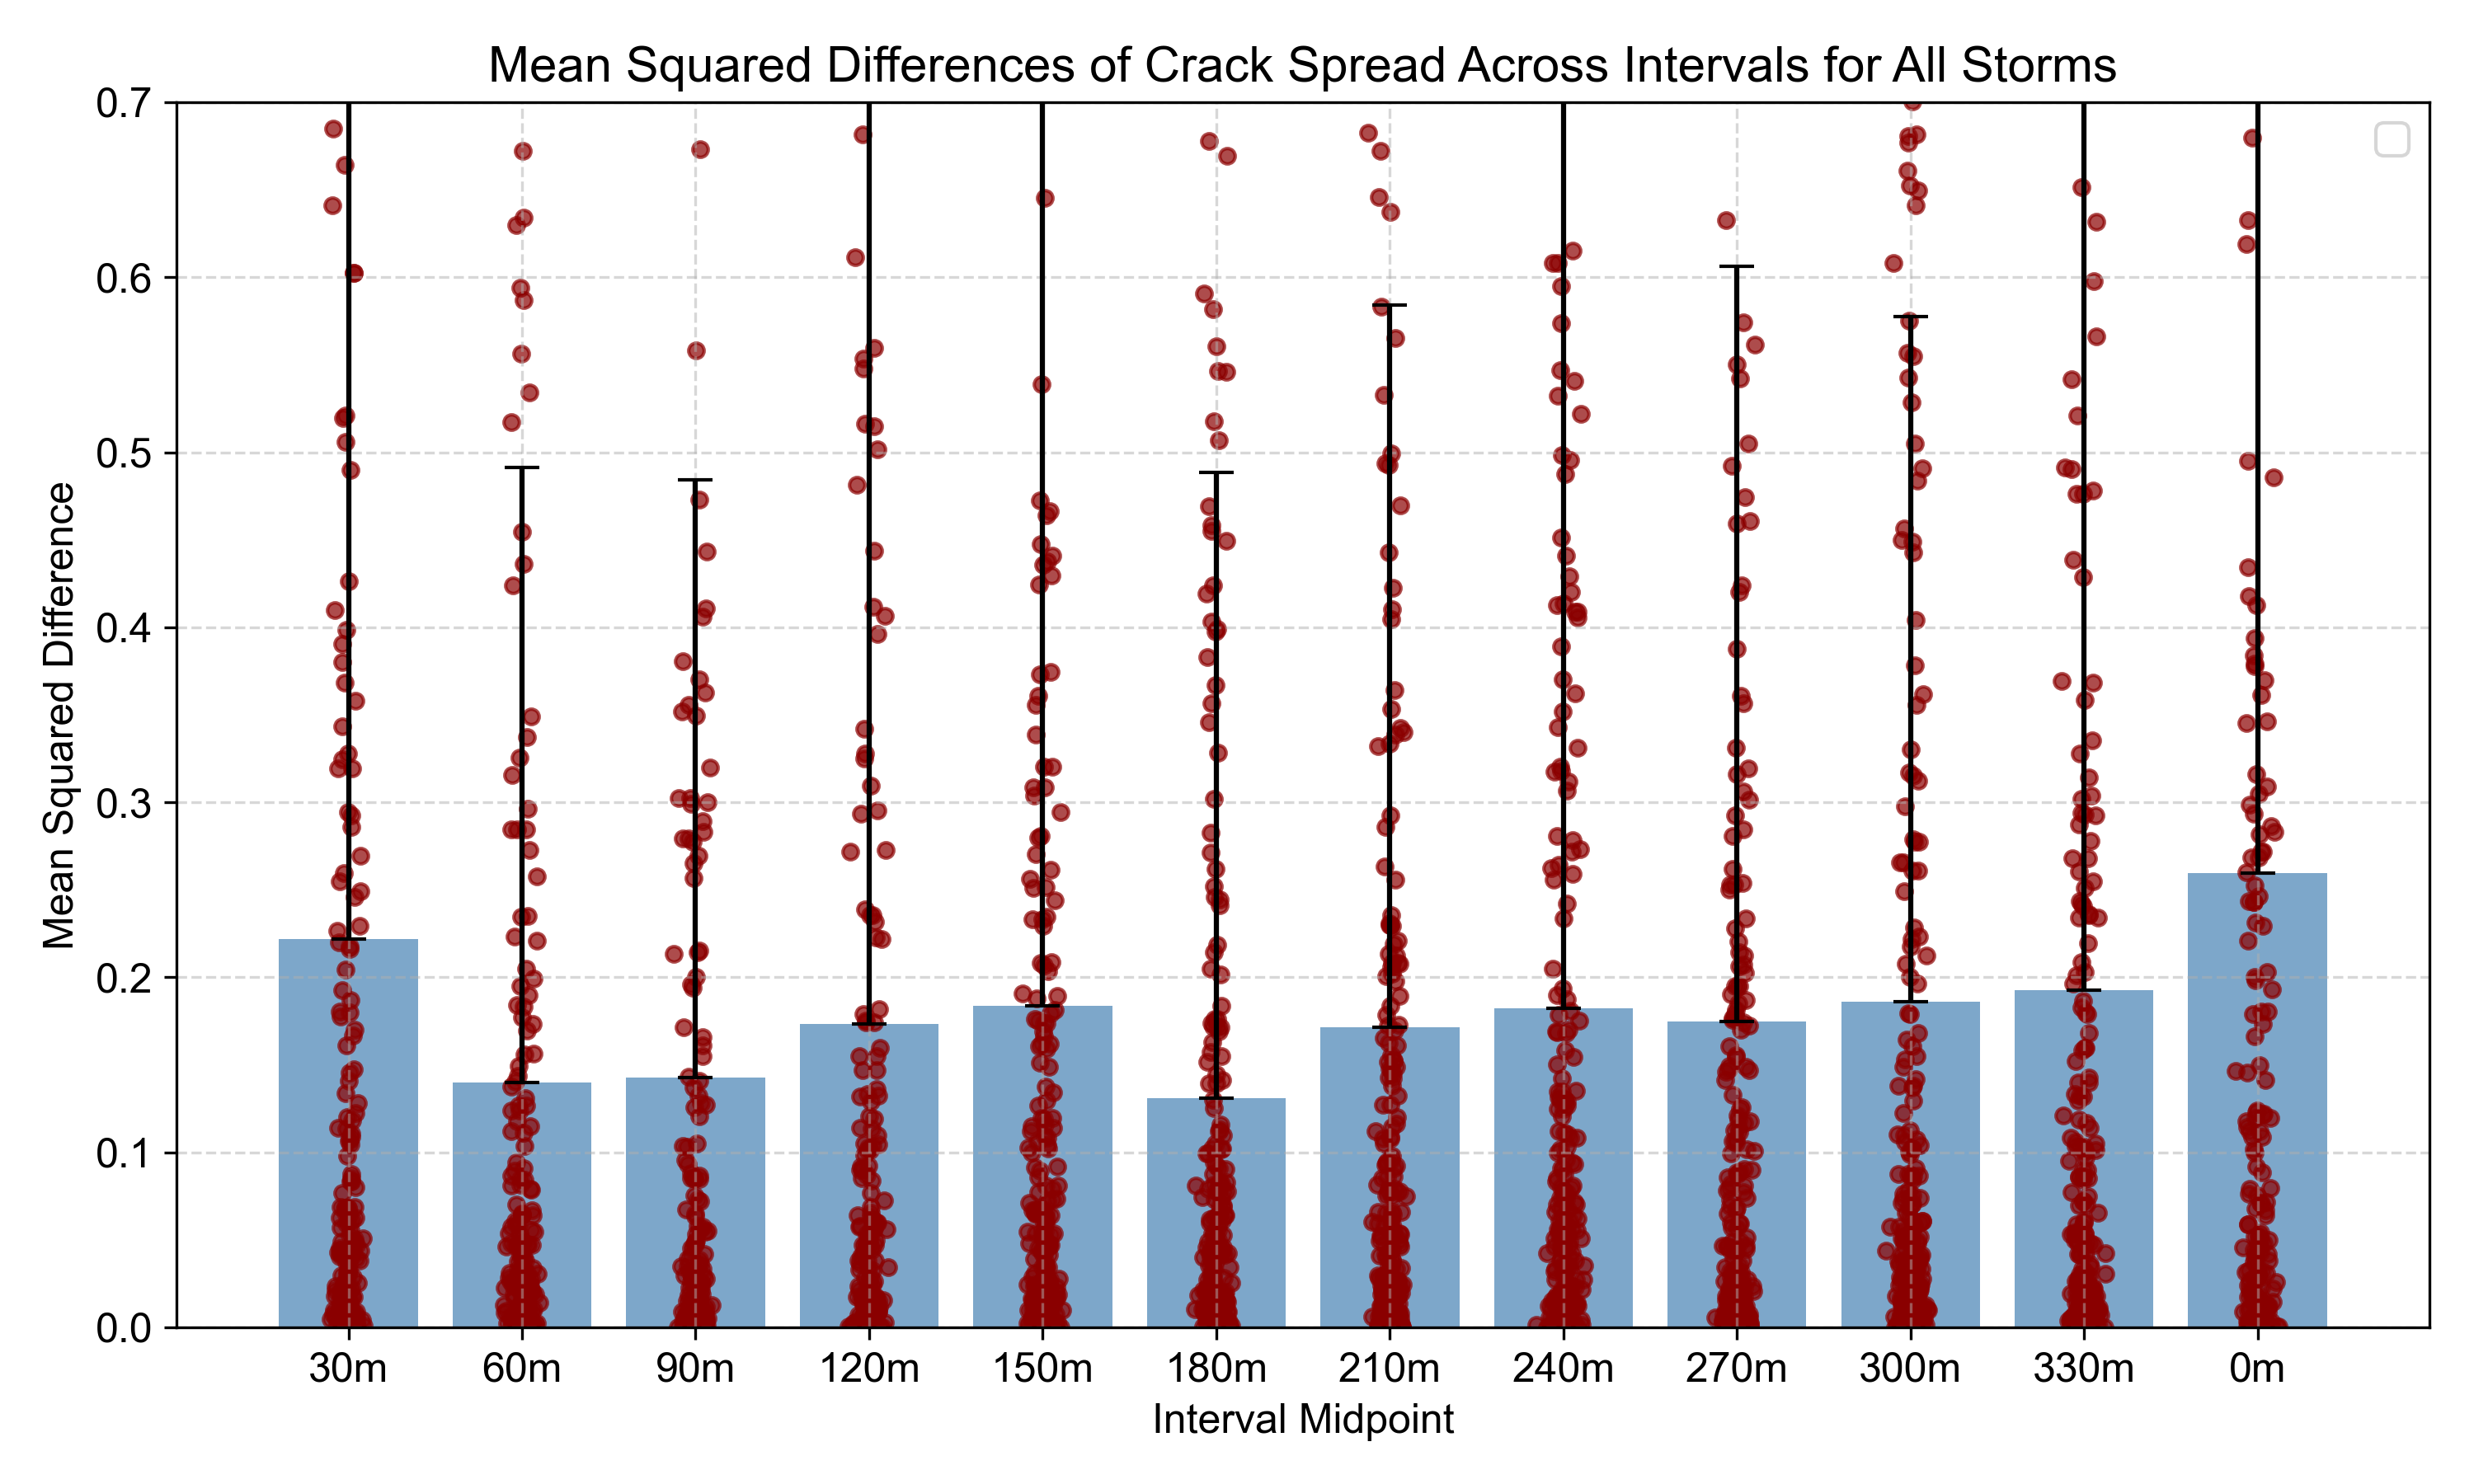 Mean Squared Differences of Crack Spread Across Intervals for All Storms
Mean Squared Difference
0.7
0.6
0.5
0.4
0.3
0.2
0.1
0.0
30m 60m 90m 120m 150m 180m 210m 240m 270m 300m 330m 0m
Interval Midpoint